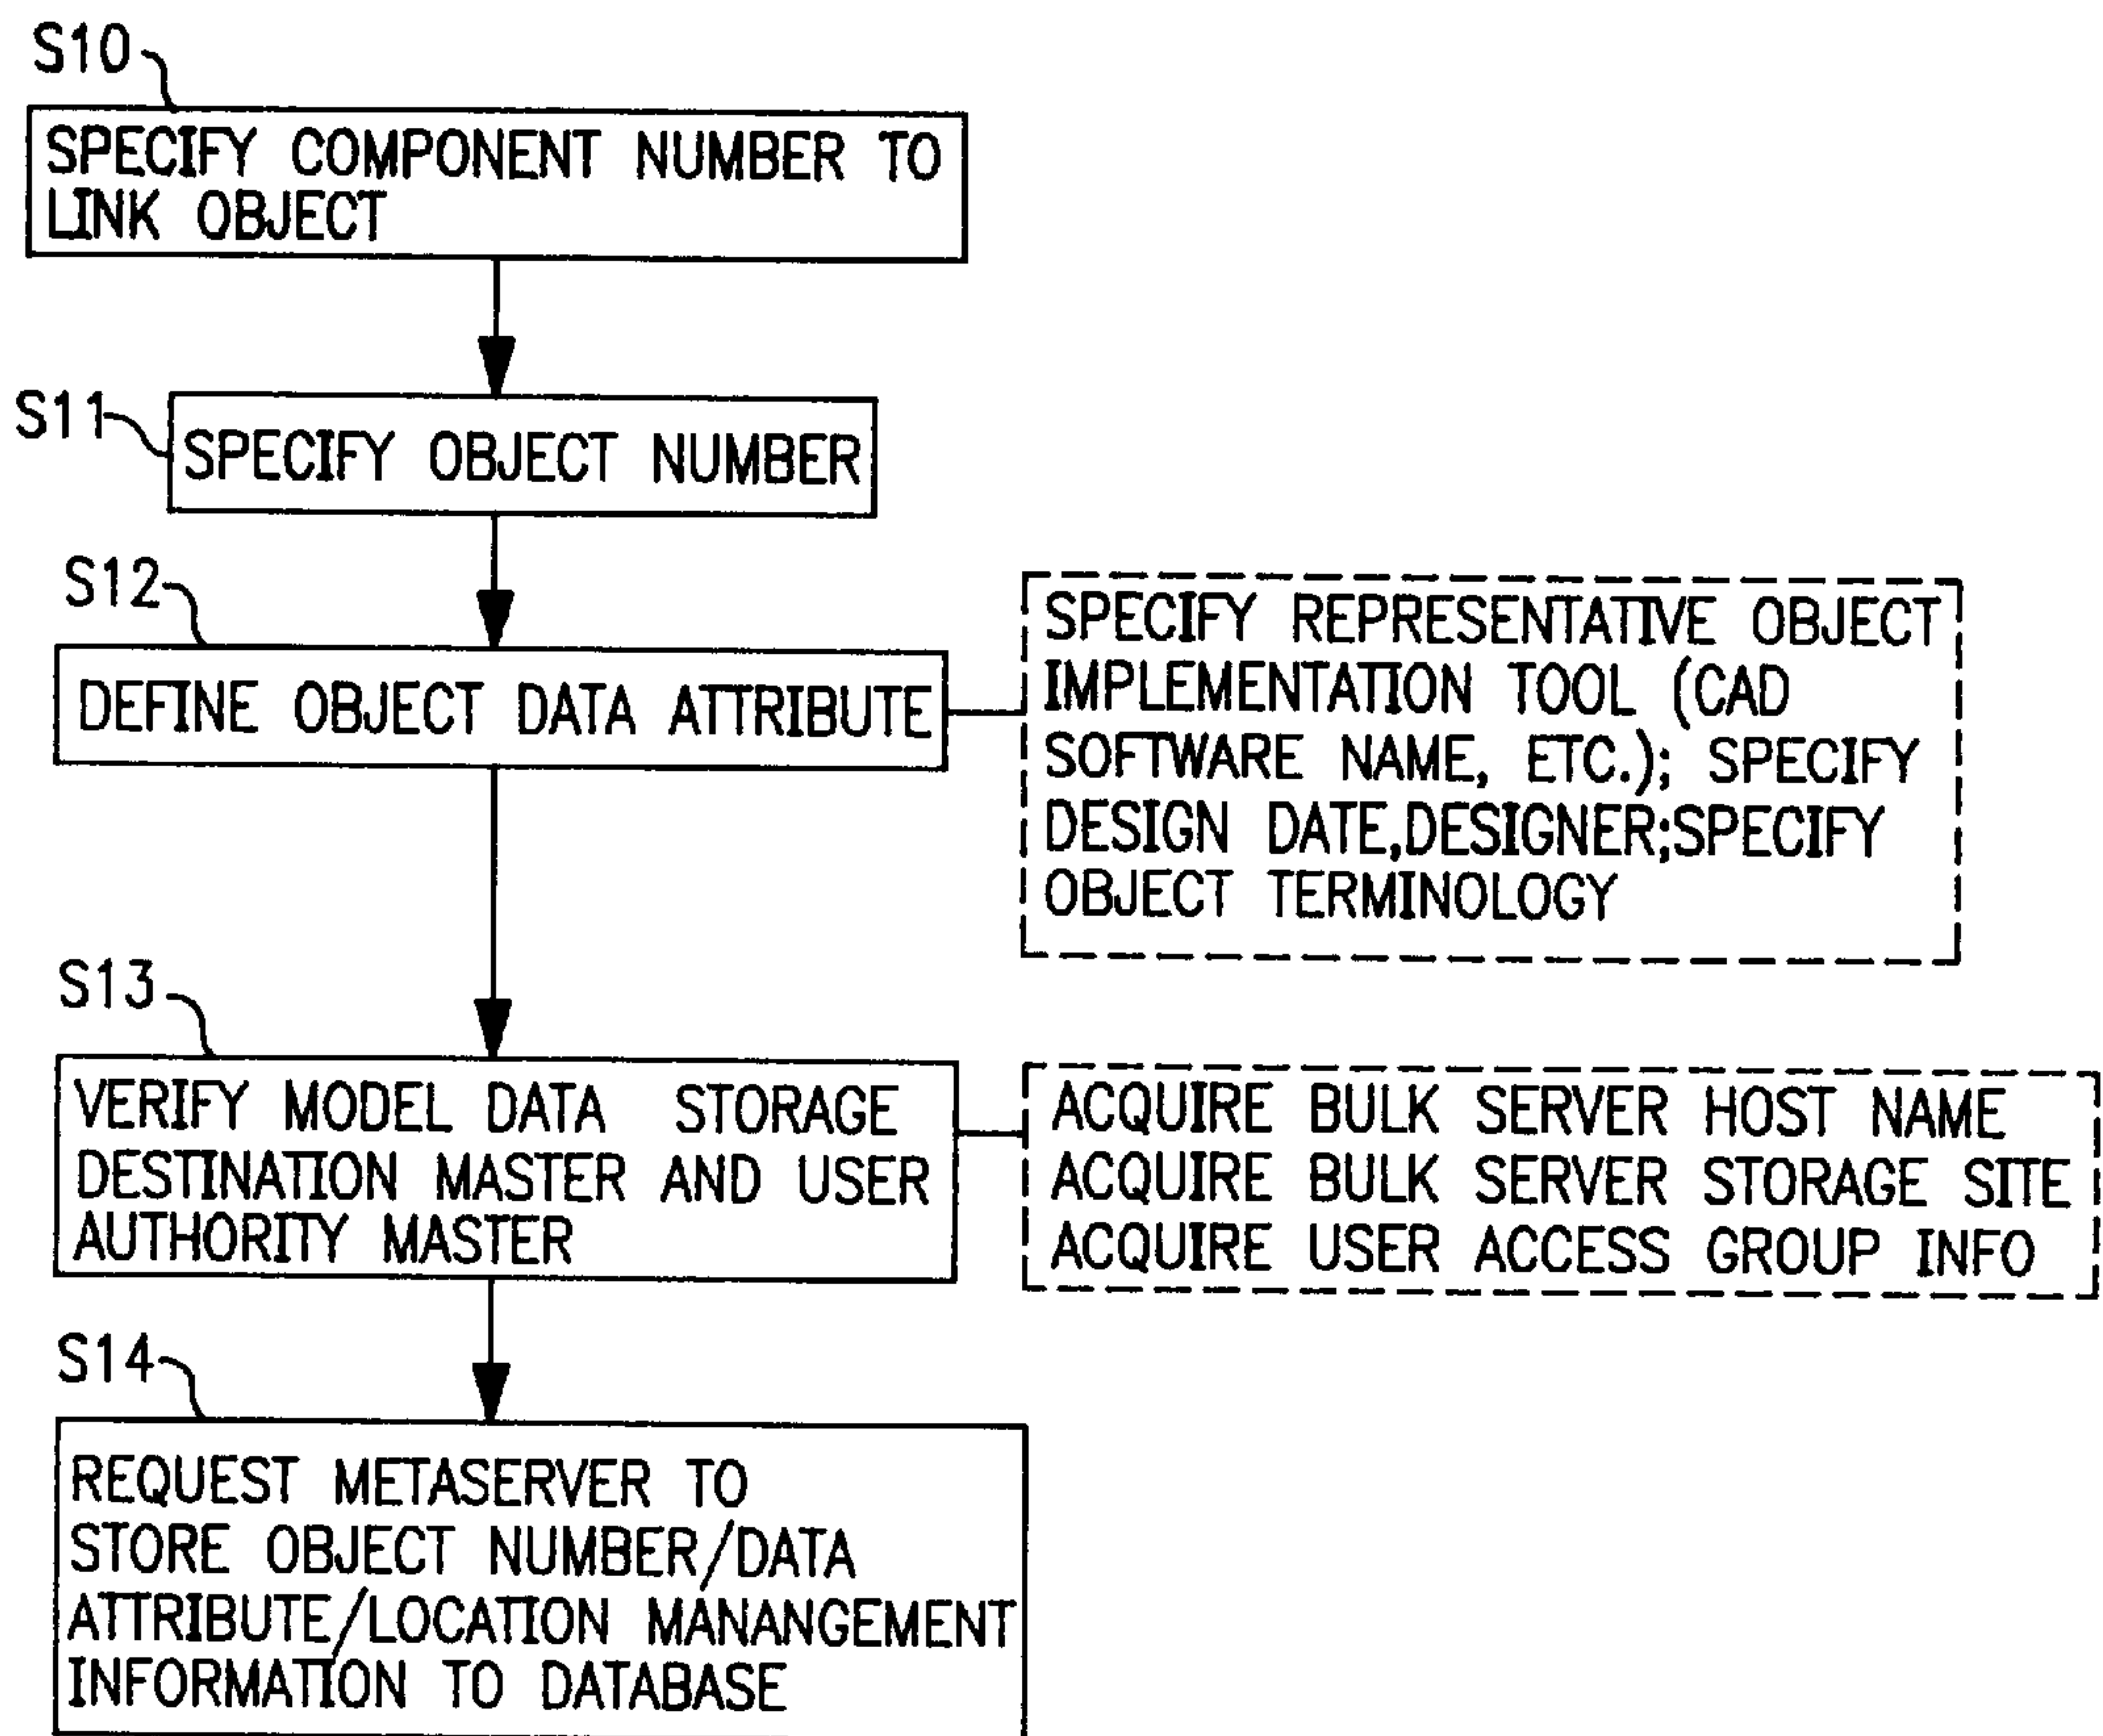 S10
SPECIFY COMPONENT NUMBER TO
LINK OBJECT
S11
SPECIFY OBJECT NUMBER
S12
DEFINE OBJECT DATA ATTRIBUTE
SPECIFY REPRESENTATIVE OBJECT
IMPLEMENTATION TOOL (CAD
SOFTWARE NAME, ETC.); SPECIFY
DESIGN DATE,DESIGNER;SPECIFY
OBJECT TERMINOLOGY
S13
VERIFY MODEL DATA STORAGE
DESTINATION MASTER AND USER
AUTHORITY MASTER
ACQUIRE BULK SERVER HOST NAME
ACQUIRE BULK SERVER STORAGE SITE
ACQUIRE USER ACCESS GROUP INFO
S14
REQUEST METASERVER TO
STORE OBJECT NUMBER/DATA
ATTRIBUTE/LOCATION MANANGEMENT
INFORMATION TO DATABASE